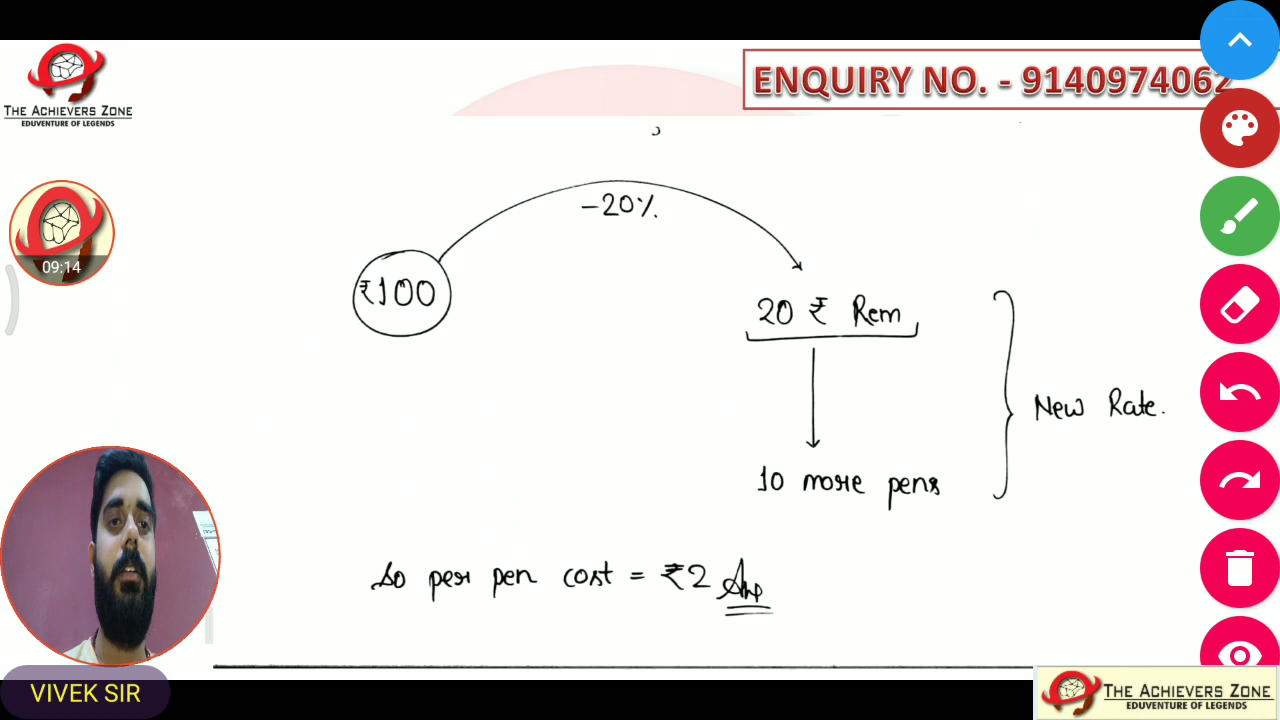 THE ACHIEVERS ZONE
EDUVENTURE OF LEGENDS
ENQUIRY NO. - 9140974062
-20%.
₹100
20 ₹ Rem
New Rate.
10 more pens
So per pen cost = ₹2 Ans
09:14
VIVEK SIR
THE ACHIEVERS ZONE
EDUVENTURE OF LEGENDS